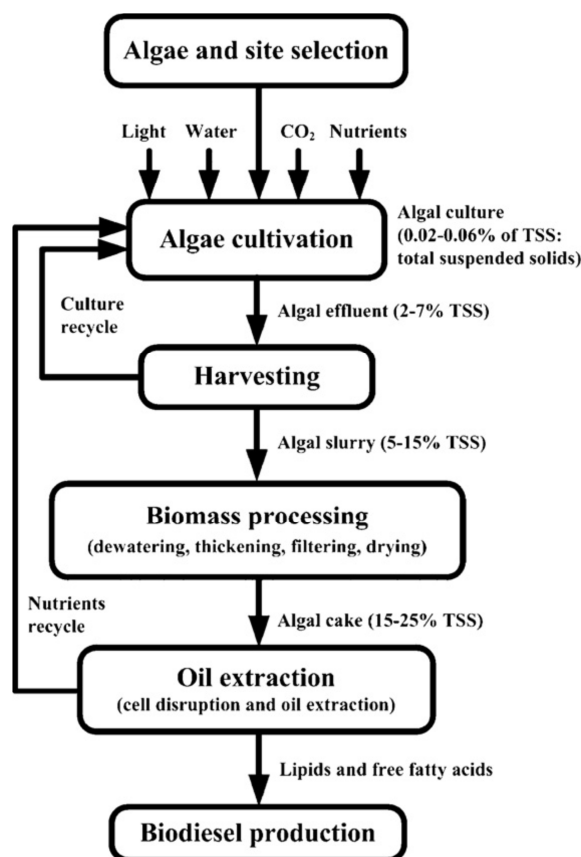 Algae and site selection
Light
Water
CO₂
Nutrients
Algae cultivation
Algal culture
(0.02-0.06% of TSS:
total suspended solids)
Culture
recycle
Algal effluent (2-7% TSS)
Harvesting
Algal slurry (5-15% TSS)
Biomass processing
(dewatering, thickening, filtering, drying)
Nutrients
recycle
Algal cake (15-25% TSS)
Oil extraction
(cell disruption and oil extraction)
Lipids and free fatty acids
Biodiesel production